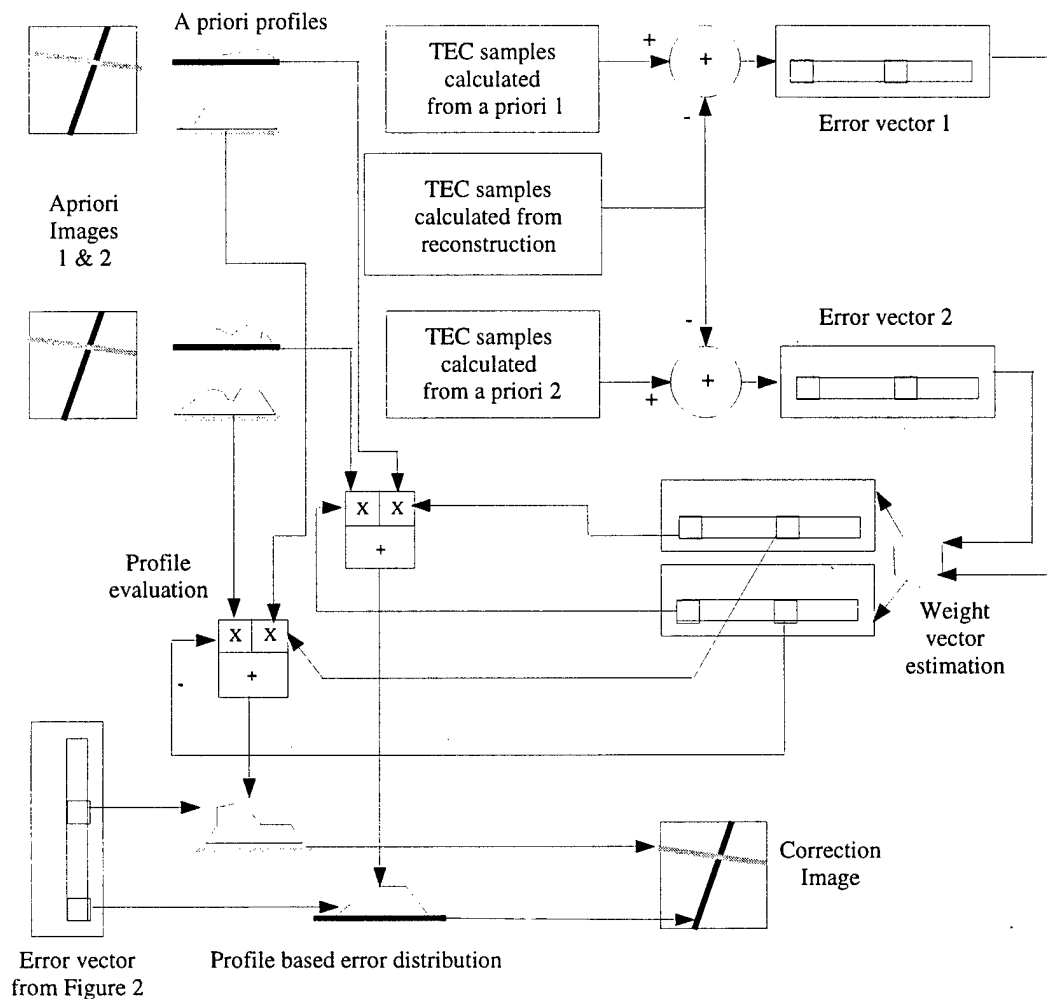 A priori profiles
TEC samples
calculated
from a priori 1
+
+
-
Error vector 1
TEC samples
calculated from
reconstruction
Apriori
Images
1 & 2
TEC samples
calculated
from a priori 2
-
+
+
Error vector 2
X X
+
Profile
evaluation
X X
+
Weight
vector
estimation
Correction
Image
Error vector
from Figure 2
Profile based error distribution